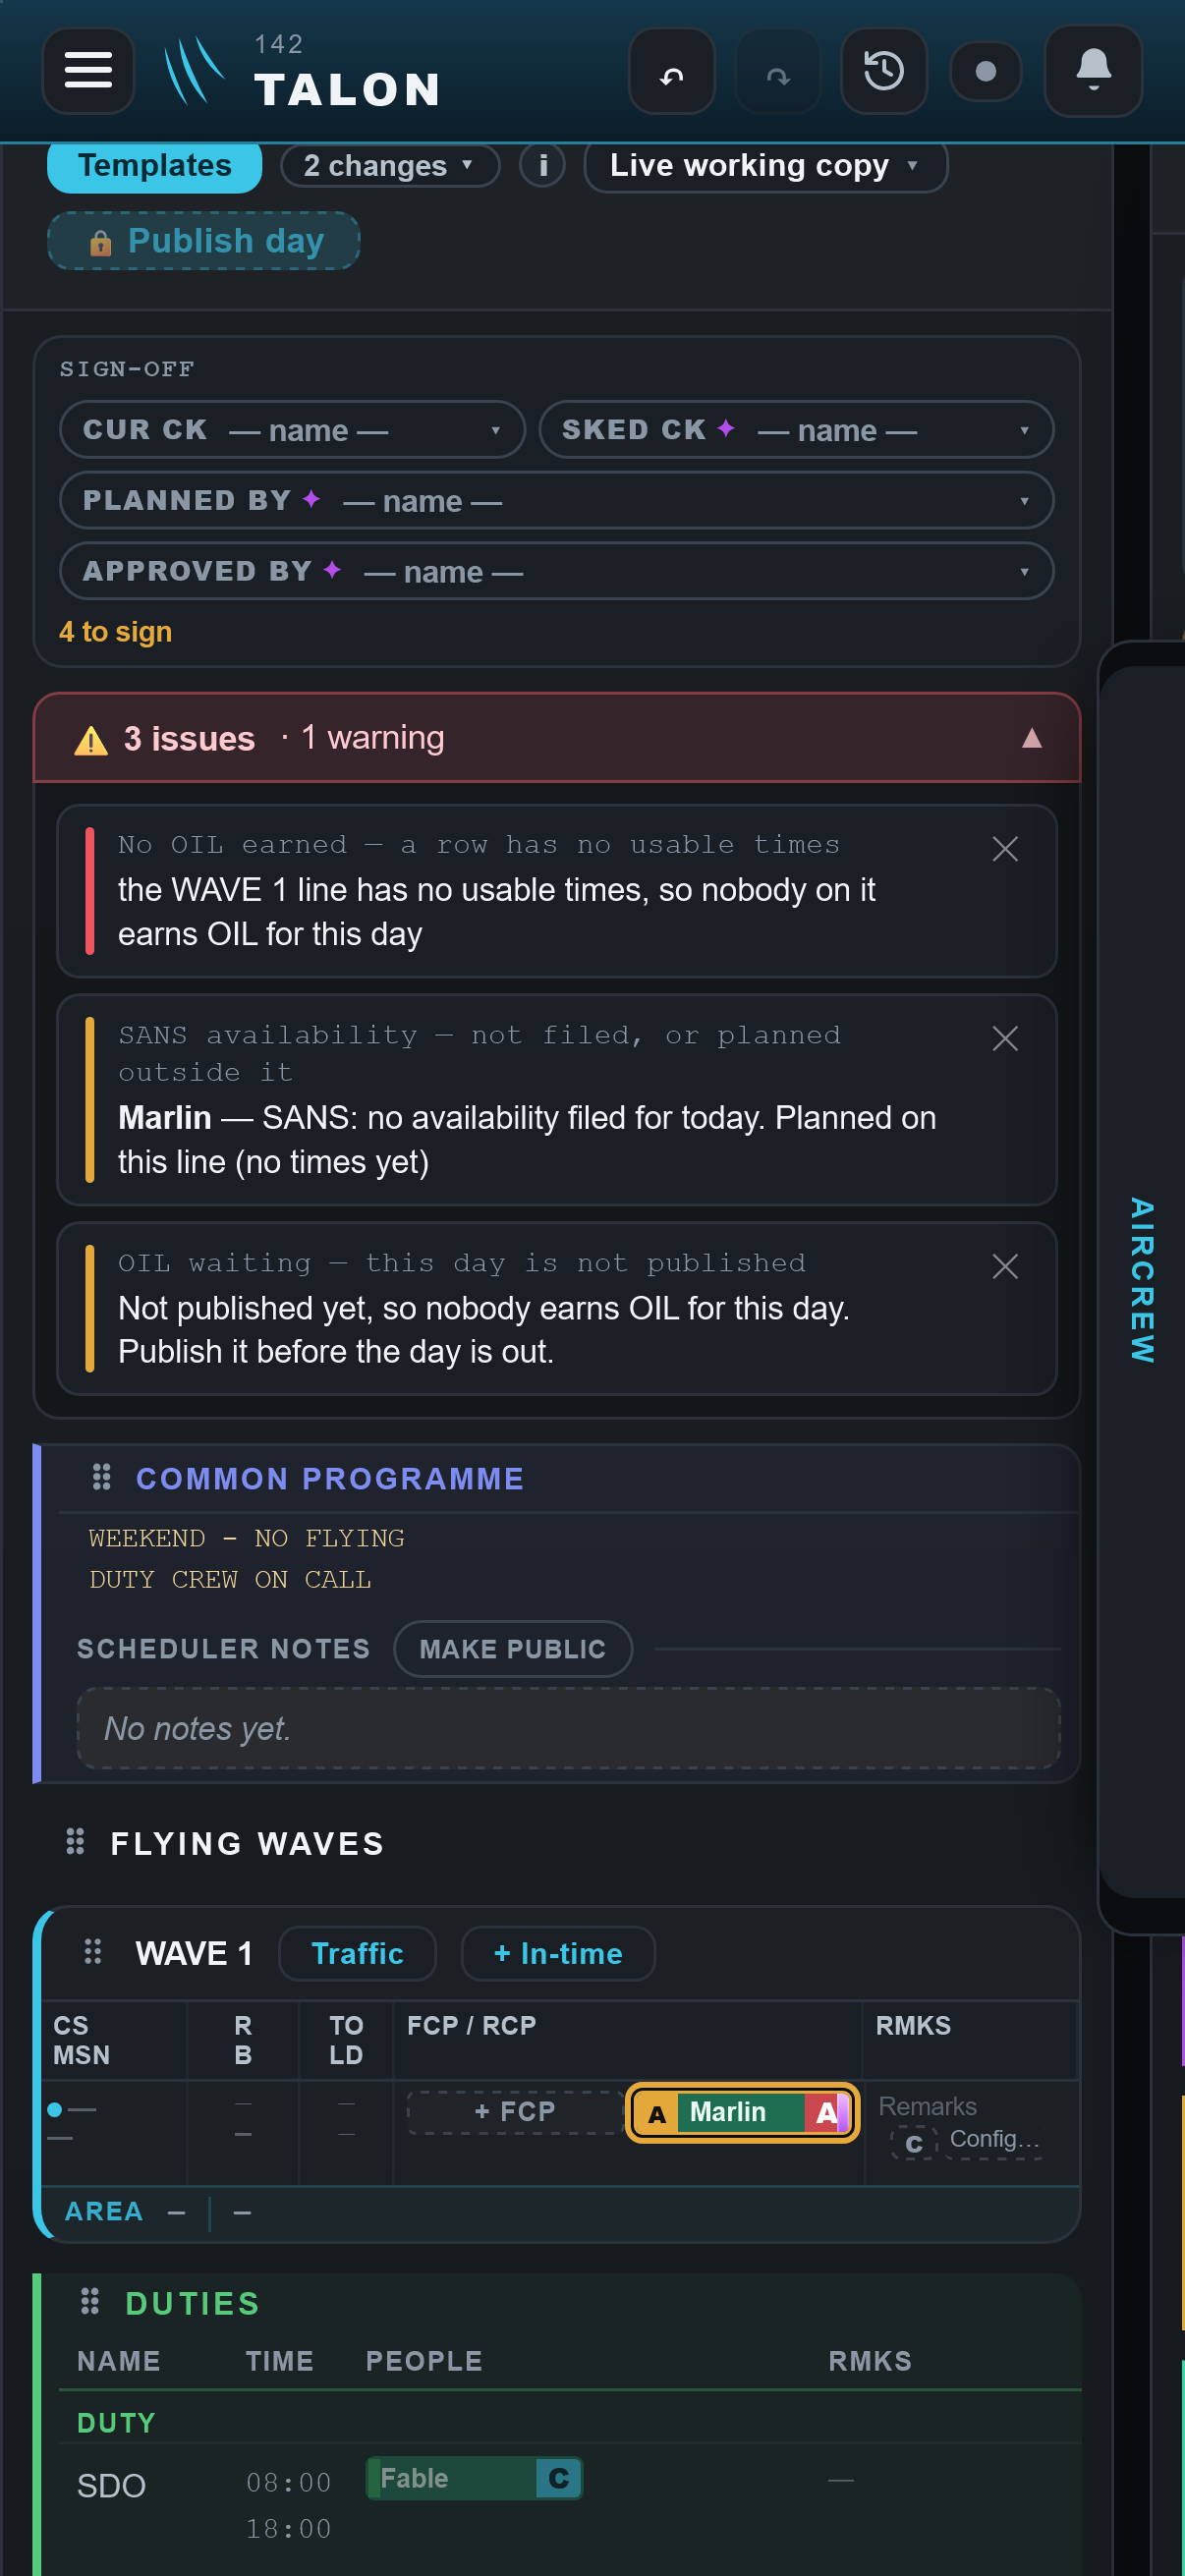 142
TALON
Templates
2 changes
i
Live working copy
Publish day
SIGN-OFF
CUR CK — name —
SKED CK — name —
PLANNED BY — name —
APPROVED BY — name —
4 to sign
3 issues · 1 warning
No OIL earned — a row has no usable times
the WAVE 1 line has no usable times, so nobody on it
earns OIL for this day
SANS availability — not filed, or planned
outside it
Marlin — SANS: no availability filed for today. Planned on
this line (no times yet)
OIL waiting — this day is not published
Not published yet, so nobody earns OIL for this day.
Publish it before the day is out.
AIRCREW
COMMON PROGRAMME
WEEKEND - NO FLYING
DUTY CREW ON CALL
SCHEDULER NOTES MAKE PUBLIC
No notes yet.
FLYING WAVES
WAVE 1 Traffic + In-time
CS R TO FCP / RCP RMKS
MSN B LD
— — — + FCP A Marlin A Remarks
— — — C Config...
AREA — —
DUTIES
NAME TIME PEOPLE RMKS
DUTY
SDO 08:00 Fable C —
18:00